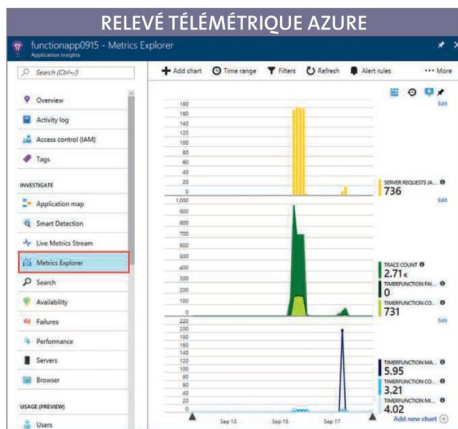 RELEVÉ TÉLÉMÉTRIQUE AZURE
functionapp0915 - Metrics Explorer
Application Insights
Search (Ctrl+/)
Add chart Time range Filters Refresh Alert rules ··· More
Overview
Activity log
Access control (IAM)
Tags
INVESTIGATE
Application map
Smart Detection
Live Metrics Stream
Metrics Explorer
Search
Availability
Failures
Performance
Servers
Browser
USAGE (PREVIEW)
Users
Edit
180
160
140
120
100
80
60
40
20
0
SERVER REQUESTS (A...
736
Edit
1,000
900
800
700
600
500
400
300
200
100
0
TRACE COUNT
2.71 K
TIMERFUNCTION FAI...
0
TIMERFUNCTION CO...
731
Edit
220
200
180
160
140
120
100
80
60
40
20
0
TIMERFUNCTION MA...
5.95
TIMERFUNCTION CO...
3.21
TIMERFUNCTION MI...
4.02
Sep 13
Sep 15
Sep 17
Add new chart